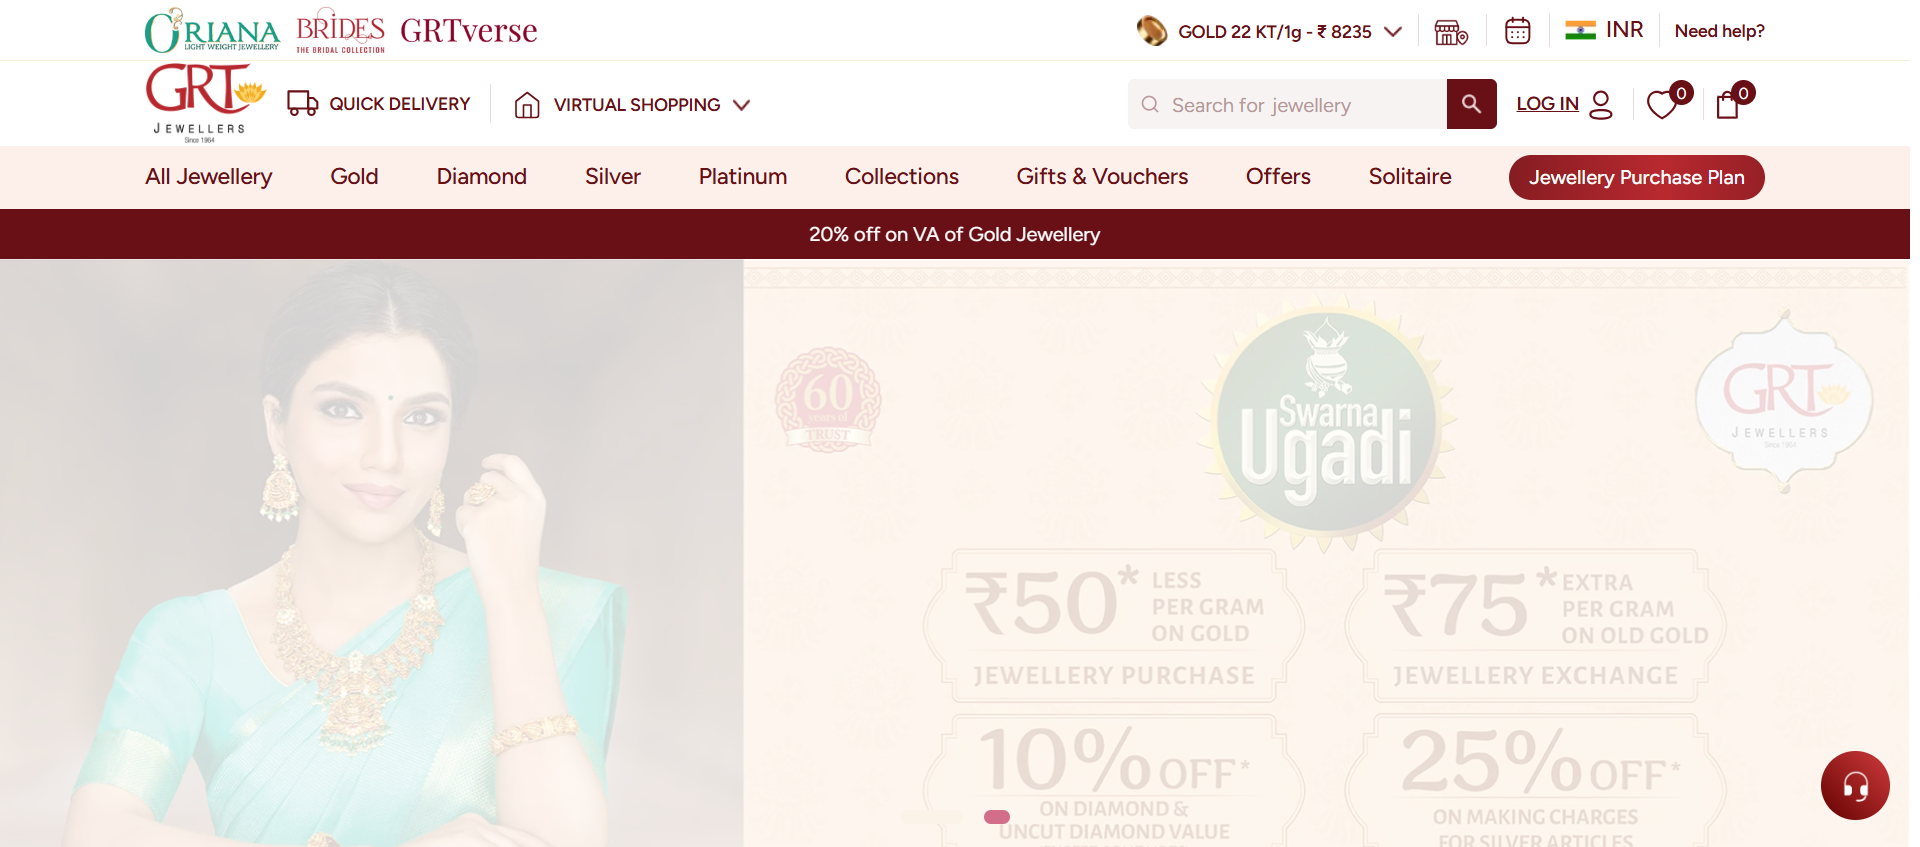 ORIANA
LIGHT WEIGHT JEWELLERY
BRIDES
THE BRIDAL COLLECTION
GRTverse
GOLD 22 KT/1g - ₹ 8235
INR
Need help?
GRT
JEWELLERS
Since 1964
QUICK DELIVERY
VIRTUAL SHOPPING
Search for jewellery
LOG IN
0
0
All Jewellery
Gold
Diamond
Silver
Platinum
Collections
Gifts & Vouchers
Offers
Solitaire
Jewellery Purchase Plan
20% off on VA of Gold Jewellery
60
years of
TRUST
Swarna
Ugadi
GRT
JEWELLERS
Since 1964
₹50* LESS
PER GRAM
ON GOLD
JEWELLERY PURCHASE
₹75* EXTRA
PER GRAM
ON OLD GOLD
JEWELLERY EXCHANGE
10% OFF*
ON DIAMOND &
UNCUT DIAMOND VALUE
25% OFF*
ON MAKING CHARGES
FOR SILVER ARTICLES